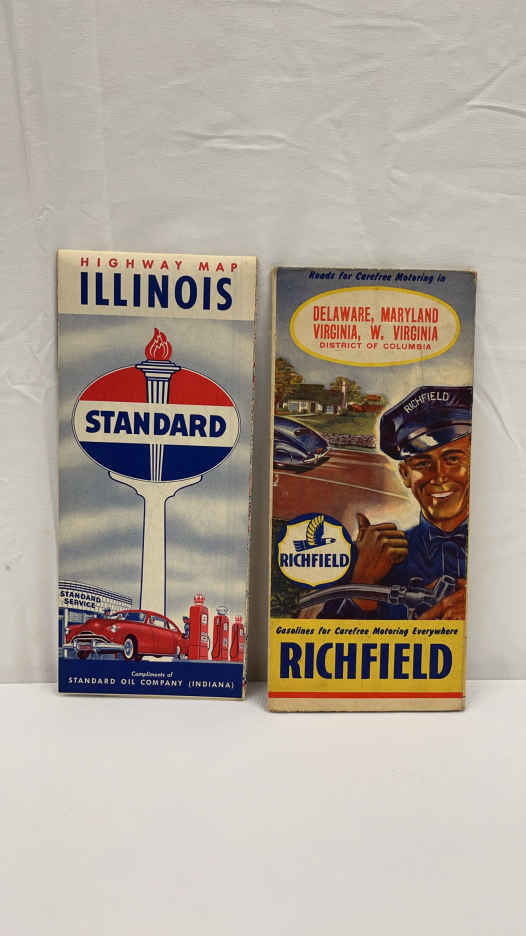 HIGHWAY MAP
ILLINOIS
STANDARD
STANDARD
SERVICE
Compliments of
STANDARD OIL COMPANY (INDIANA)
Roads for Carefree Motoring in
DELAWARE, MARYLAND
VIRGINIA, W. VIRGINIA
DISTRICT OF COLUMBIA
RICHFIELD
RICHFIELD
Gasolines for Carefree Motoring Everywhere
RICHFIELD